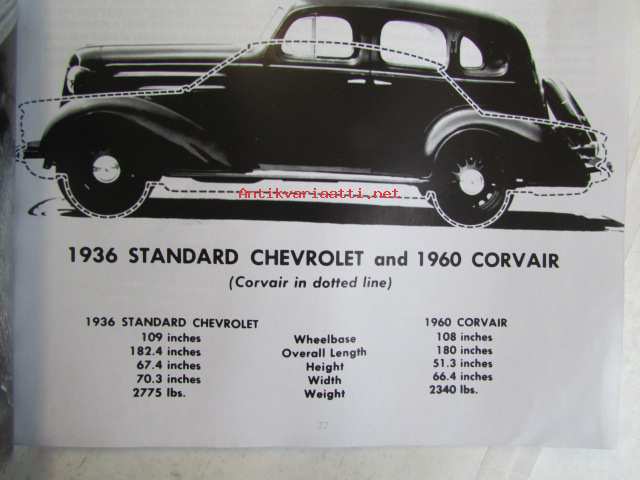 Antikvariaatti.net
1936 STANDARD CHEVROLET and 1960 CORVAIR
(Corvair in dotted line)
1936 STANDARD CHEVROLET 1960 CORVAIR
109 inches Wheelbase 108 inches
182.4 inches Overall Length 180 inches
67.4 inches Height 51.3 inches
70.3 inches Width 66.4 inches
2775 lbs. Weight 2340 lbs.